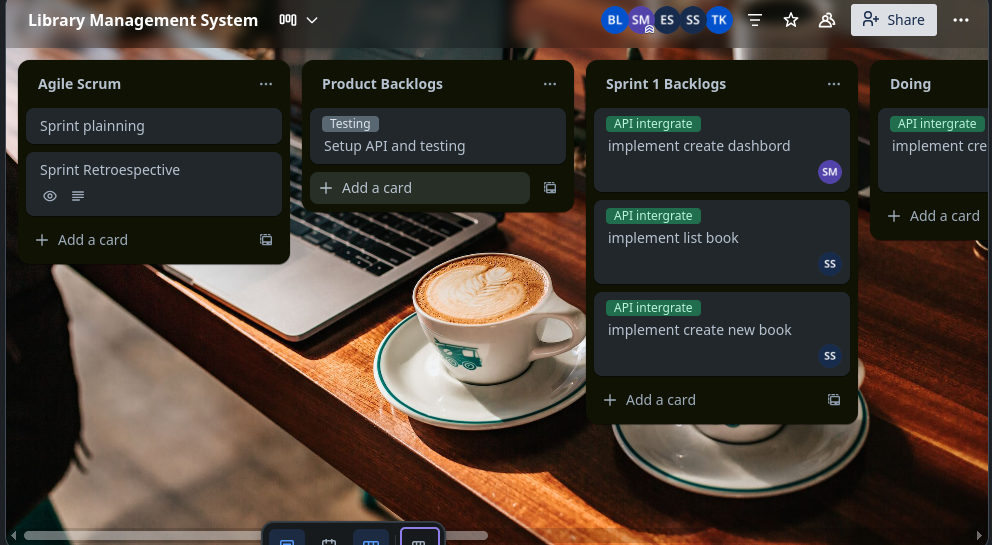 Library Management System
BL SM ES SS TK
Share
Agile Scrum
Sprint plainning
Sprint Retroespective
Add a card
Product Backlogs
Testing
Setup API and testing
Add a card
Sprint 1 Backlogs
API intergrate
implement create dashbord
SM
API intergrate
implement list book
SS
API intergrate
implement create new book
SS
Add a card
Doing
API intergrate
implement cre
Add a card